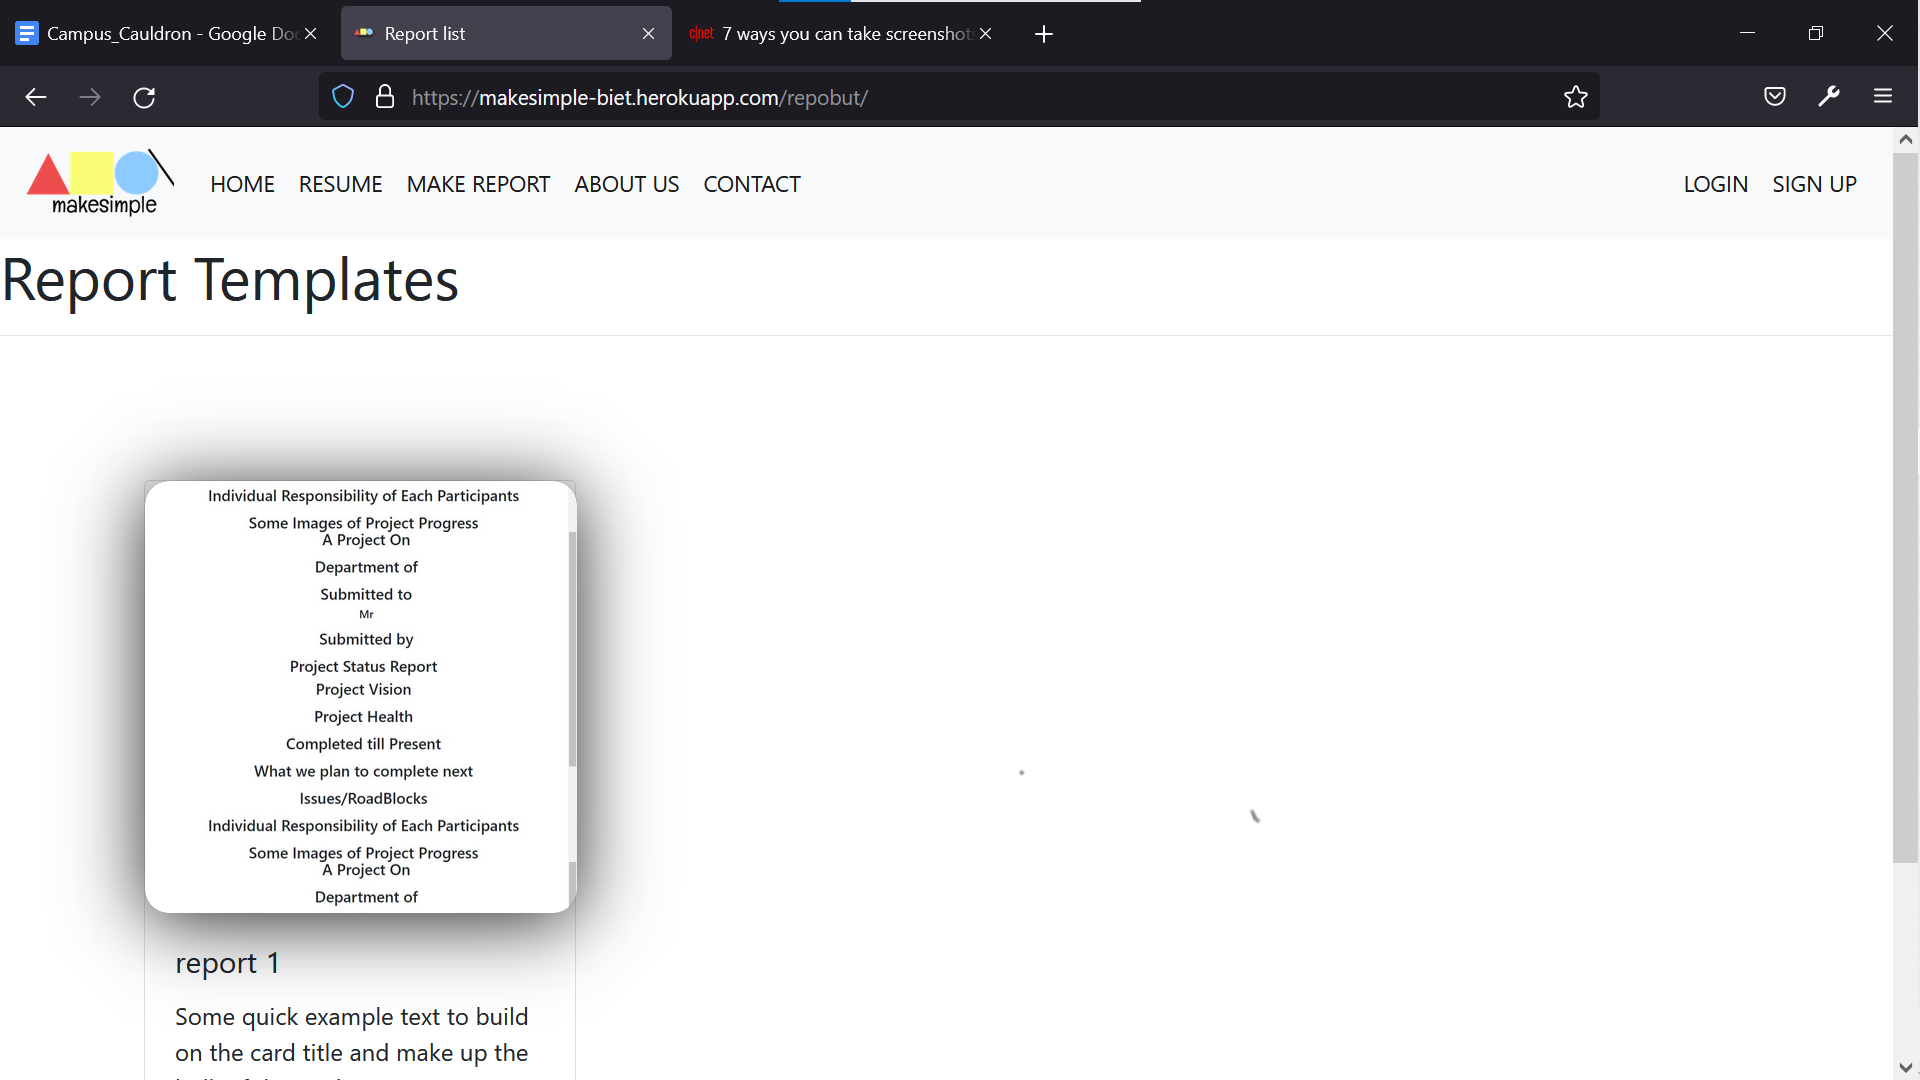 Campus_Cauldron - Google Doc
Report list
c|net 7 ways you can take screenshots
https://makesimple-biet.herokuapp.com/repobut/
makesimple
HOME RESUME MAKE REPORT ABOUT US CONTACT LOGIN SIGN UP
Report Templates
Individual Responsibility of Each Participants
Some Images of Project Progress
A Project On
Department of
Submitted to
Mr
Submitted by
Project Status Report
Project Vision
Project Health
Completed till Present
What we plan to complete next
Issues/RoadBlocks
Individual Responsibility of Each Participants
Some Images of Project Progress
A Project On
Department of
report 1
Some quick example text to build
on the card title and make up the